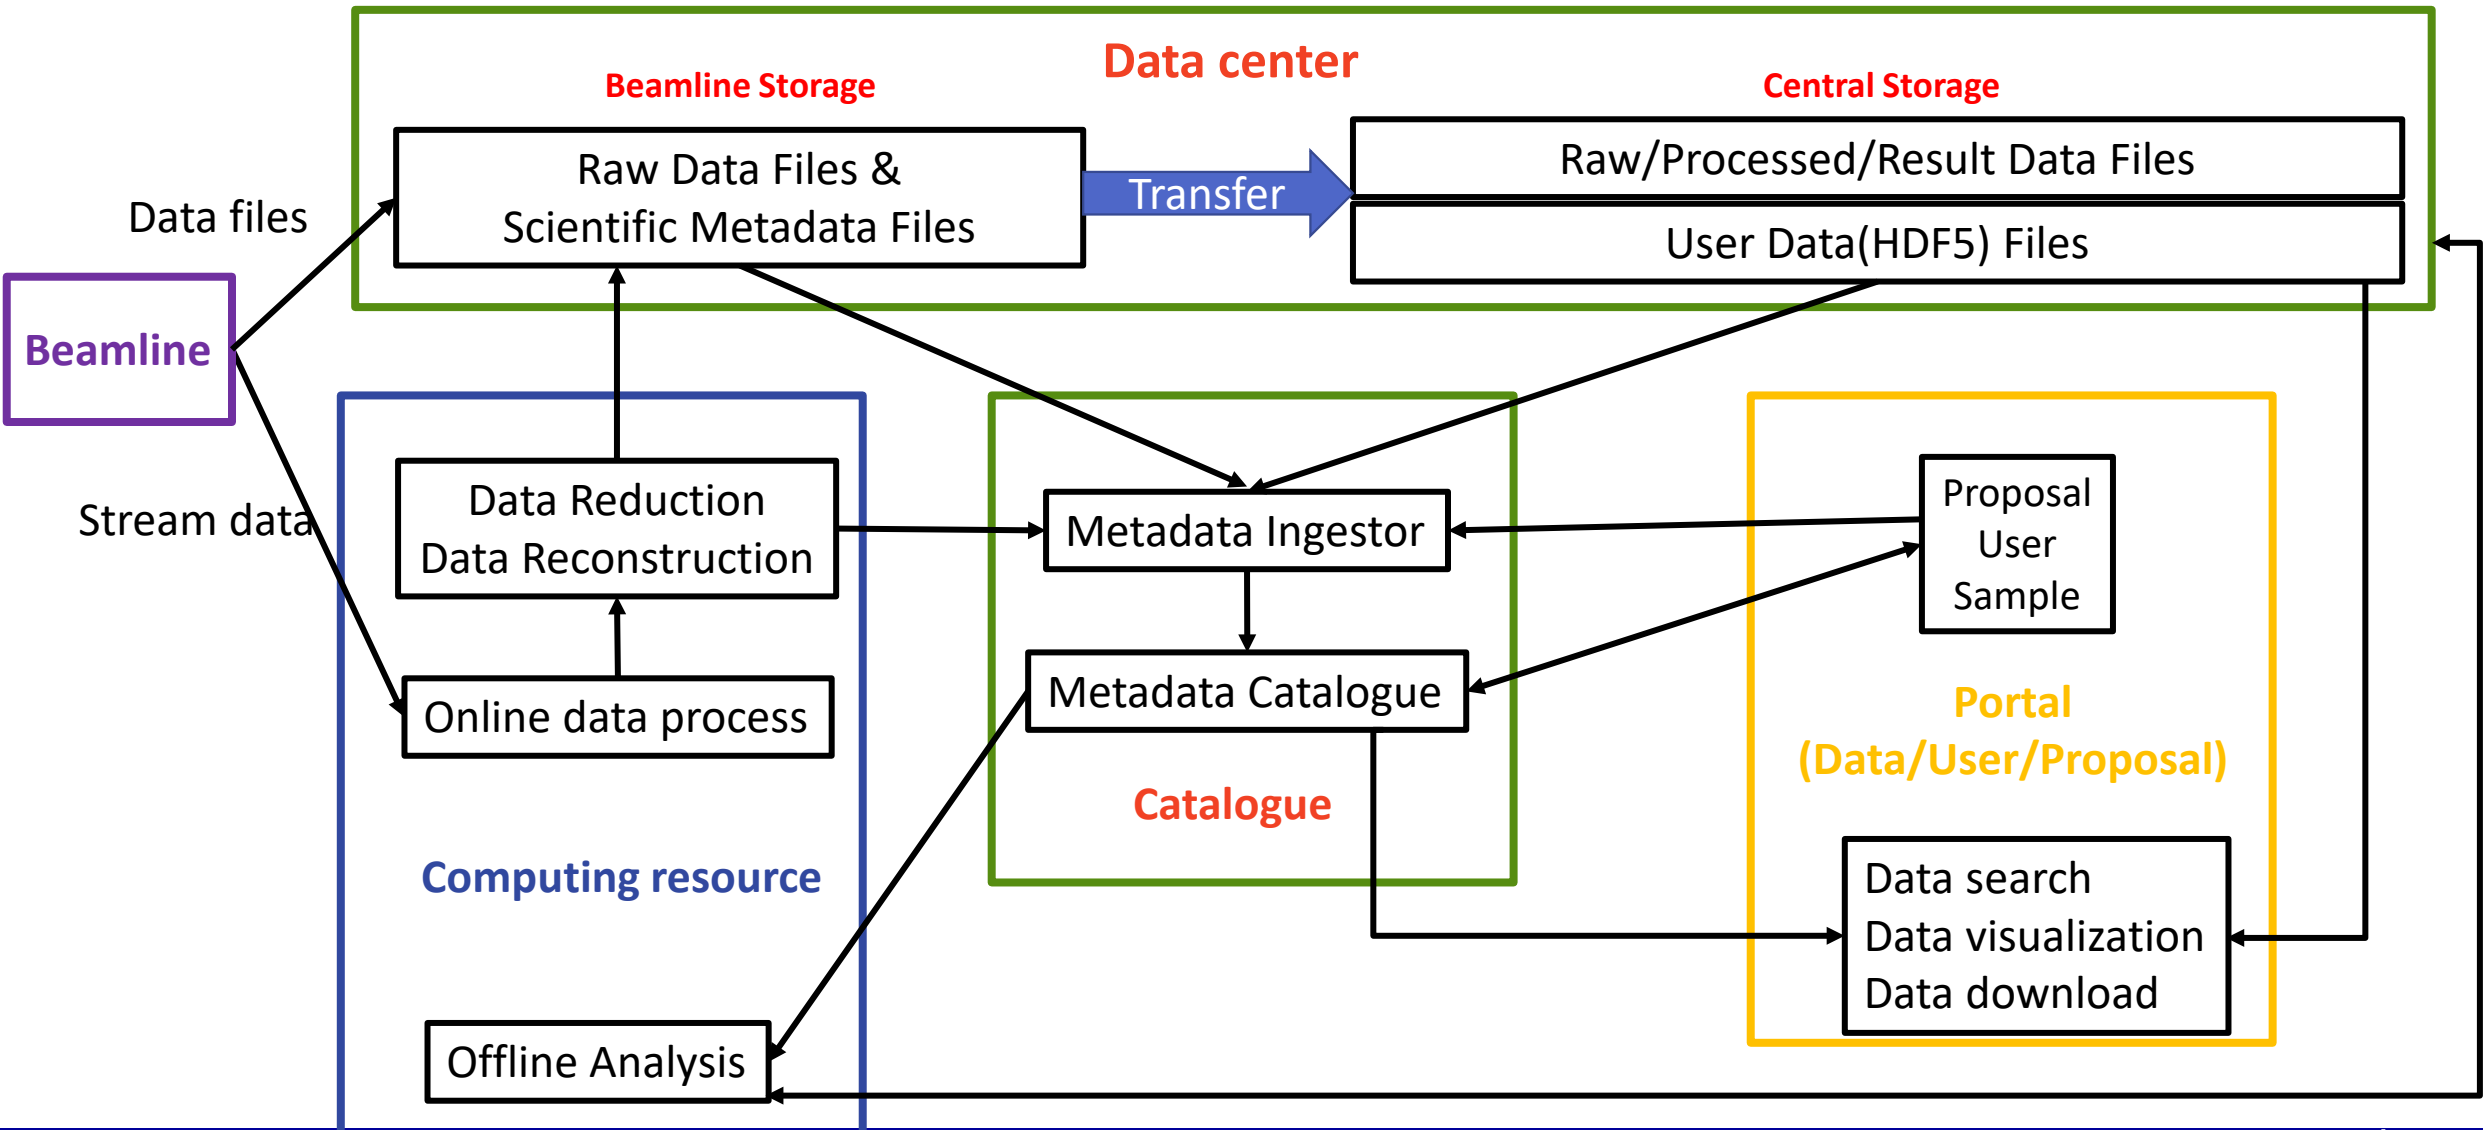 Data center
Beamline Storage
Central Storage
Raw Data Files &
Scientific Metadata Files
Transfer
Raw/Processed/Result Data Files
User Data(HDF5) Files
Data files
Beamline
Stream data
Data Reduction
Data Reconstruction
Online data process
Computing resource
Offline Analysis
Metadata Ingestor
Metadata Catalogue
Catalogue
Proposal
User
Sample
Portal
(Data/User/Proposal)
Data search
Data visualization
Data download